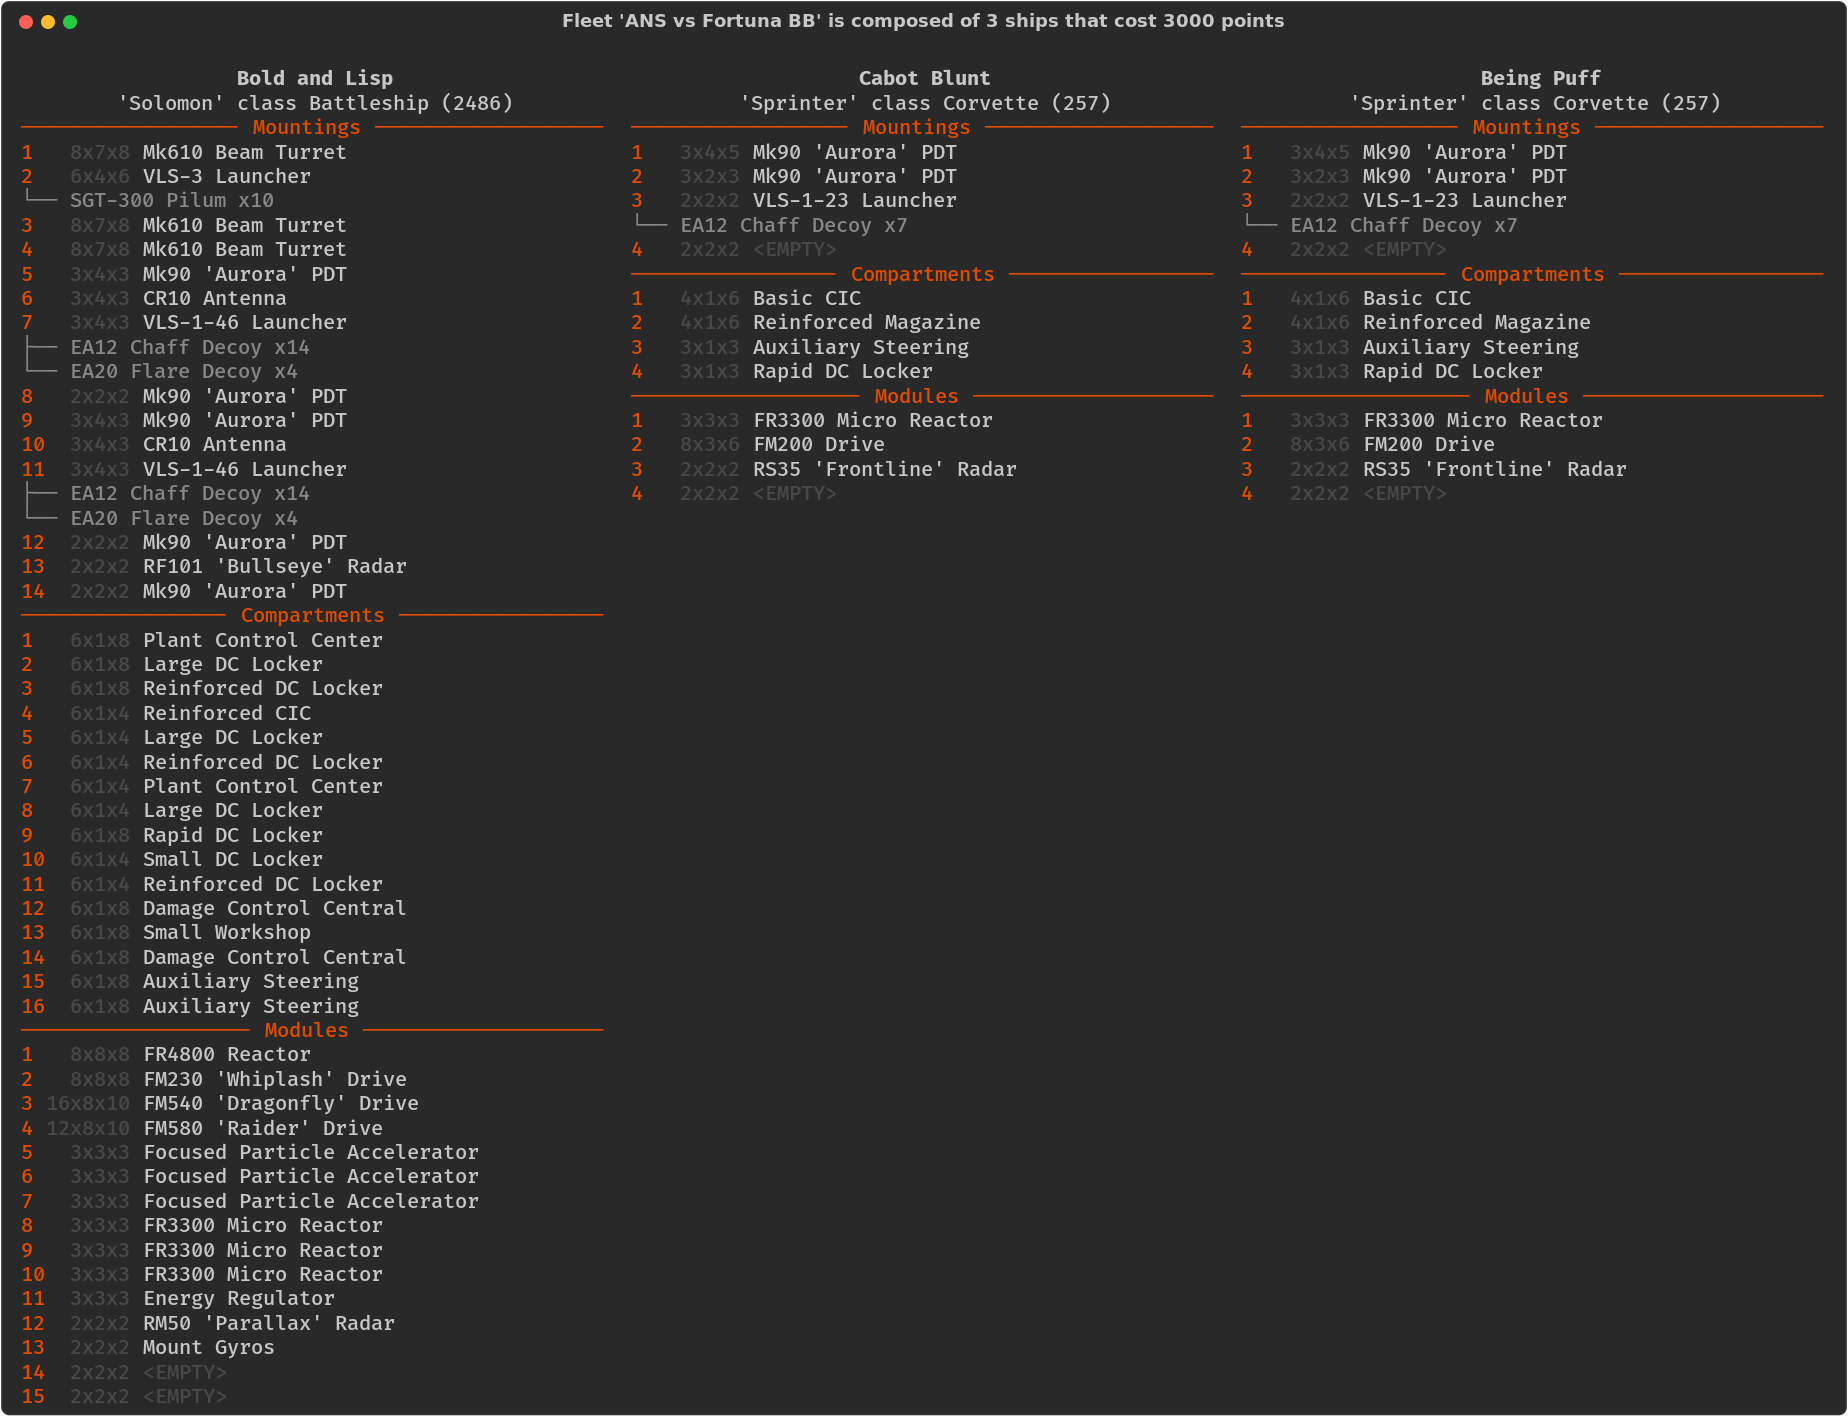 Fleet 'ANS vs Fortuna BB' is composed of 3 ships that cost 3000 points
Bold and Lisp
'Solomon' class Battleship (2486)
Mountings
1 8x7x8 Mk610 Beam Turret
2 6x4x6 VLS-3 Launcher
└── SGT-300 Pilum x10
3 8x7x8 Mk610 Beam Turret
4 8x7x8 Mk610 Beam Turret
5 3x4x3 Mk90 'Aurora' PDT
6 3x4x3 CR10 Antenna
7 3x4x3 VLS-1-46 Launcher
├── EA12 Chaff Decoy x14
└── EA20 Flare Decoy x4
8 2x2x2 Mk90 'Aurora' PDT
9 3x4x3 Mk90 'Aurora' PDT
10 3x4x3 CR10 Antenna
11 3x4x3 VLS-1-46 Launcher
├── EA12 Chaff Decoy x14
└── EA20 Flare Decoy x4
12 2x2x2 Mk90 'Aurora' PDT
13 2x2x2 RF101 'Bullseye' Radar
14 2x2x2 Mk90 'Aurora' PDT
Compartments
1 6x1x8 Plant Control Center
2 6x1x8 Large DC Locker
3 6x1x8 Reinforced DC Locker
4 6x1x4 Reinforced CIC
5 6x1x4 Large DC Locker
6 6x1x4 Reinforced DC Locker
7 6x1x4 Plant Control Center
8 6x1x4 Large DC Locker
9 6x1x8 Rapid DC Locker
10 6x1x4 Small DC Locker
11 6x1x4 Reinforced DC Locker
12 6x1x8 Damage Control Central
13 6x1x8 Small Workshop
14 6x1x8 Damage Control Central
15 6x1x8 Auxiliary Steering
16 6x1x8 Auxiliary Steering
Modules
1 8x8x8 FR4800 Reactor
2 8x8x8 FM230 'Whiplash' Drive
3 16x8x10 FM540 'Dragonfly' Drive
4 12x8x10 FM580 'Raider' Drive
5 3x3x3 Focused Particle Accelerator
6 3x3x3 Focused Particle Accelerator
7 3x3x3 Focused Particle Accelerator
8 3x3x3 FR3300 Micro Reactor
9 3x3x3 FR3300 Micro Reactor
10 3x3x3 FR3300 Micro Reactor
11 3x3x3 Energy Regulator
12 2x2x2 RM50 'Parallax' Radar
13 2x2x2 Mount Gyros
14 2x2x2 <EMPTY>
15 2x2x2 <EMPTY>
Cabot Blunt
'Sprinter' class Corvette (257)
Mountings
1 3x4x5 Mk90 'Aurora' PDT
2 3x2x3 Mk90 'Aurora' PDT
3 2x2x2 VLS-1-23 Launcher
└── EA12 Chaff Decoy x7
4 2x2x2 <EMPTY>
Compartments
1 4x1x6 Basic CIC
2 4x1x6 Reinforced Magazine
3 3x1x3 Auxiliary Steering
4 3x1x3 Rapid DC Locker
Modules
1 3x3x3 FR3300 Micro Reactor
2 8x3x6 FM200 Drive
3 2x2x2 RS35 'Frontline' Radar
4 2x2x2 <EMPTY>
Being Puff
'Sprinter' class Corvette (257)
Mountings
1 3x4x5 Mk90 'Aurora' PDT
2 3x2x3 Mk90 'Aurora' PDT
3 2x2x2 VLS-1-23 Launcher
└── EA12 Chaff Decoy x7
4 2x2x2 <EMPTY>
Compartments
1 4x1x6 Basic CIC
2 4x1x6 Reinforced Magazine
3 3x1x3 Auxiliary Steering
4 3x1x3 Rapid DC Locker
Modules
1 3x3x3 FR3300 Micro Reactor
2 8x3x6 FM200 Drive
3 2x2x2 RS35 'Frontline' Radar
4 2x2x2 <EMPTY>